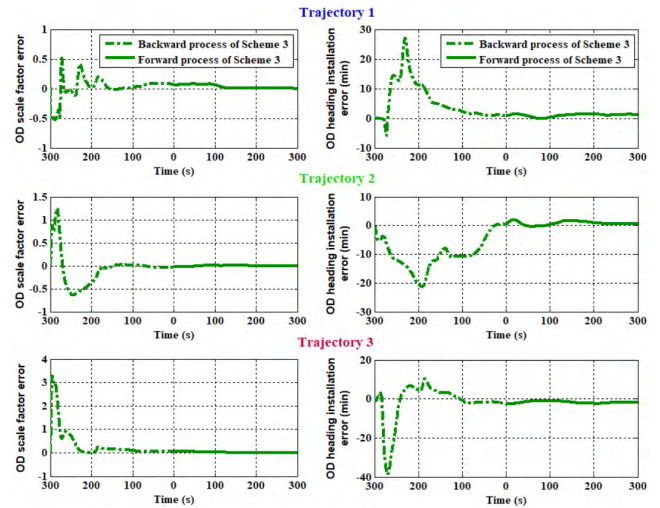 Trajectory 1
OD scale factor error
1
0.5
0
-0.5
-1
Backward process of Scheme 3
Forward process of Scheme 3
300 200 100 0 100 200 300
Time (s)
OD heading installation
error (min)
30
20
10
0
-10
Backward process of Scheme 3
Forward process of Scheme 3
300 200 100 0 100 200 300
Time (s)
Trajectory 2
OD scale factor error
1.5
1
0.5
0
-0.5
-1
300 200 100 0 100 200 300
Time (s)
OD heading installation
error (min)
10
0
-10
-20
-30
300 200 100 0 100 200 300
Time (s)
Trajectory 3
OD scale factor error
4
3
2
1
0
-1
300 200 100 0 100 200 300
Time (s)
OD heading installation
error (min)
20
0
-20
-40
300 200 100 0 100 200 300
Time (s)